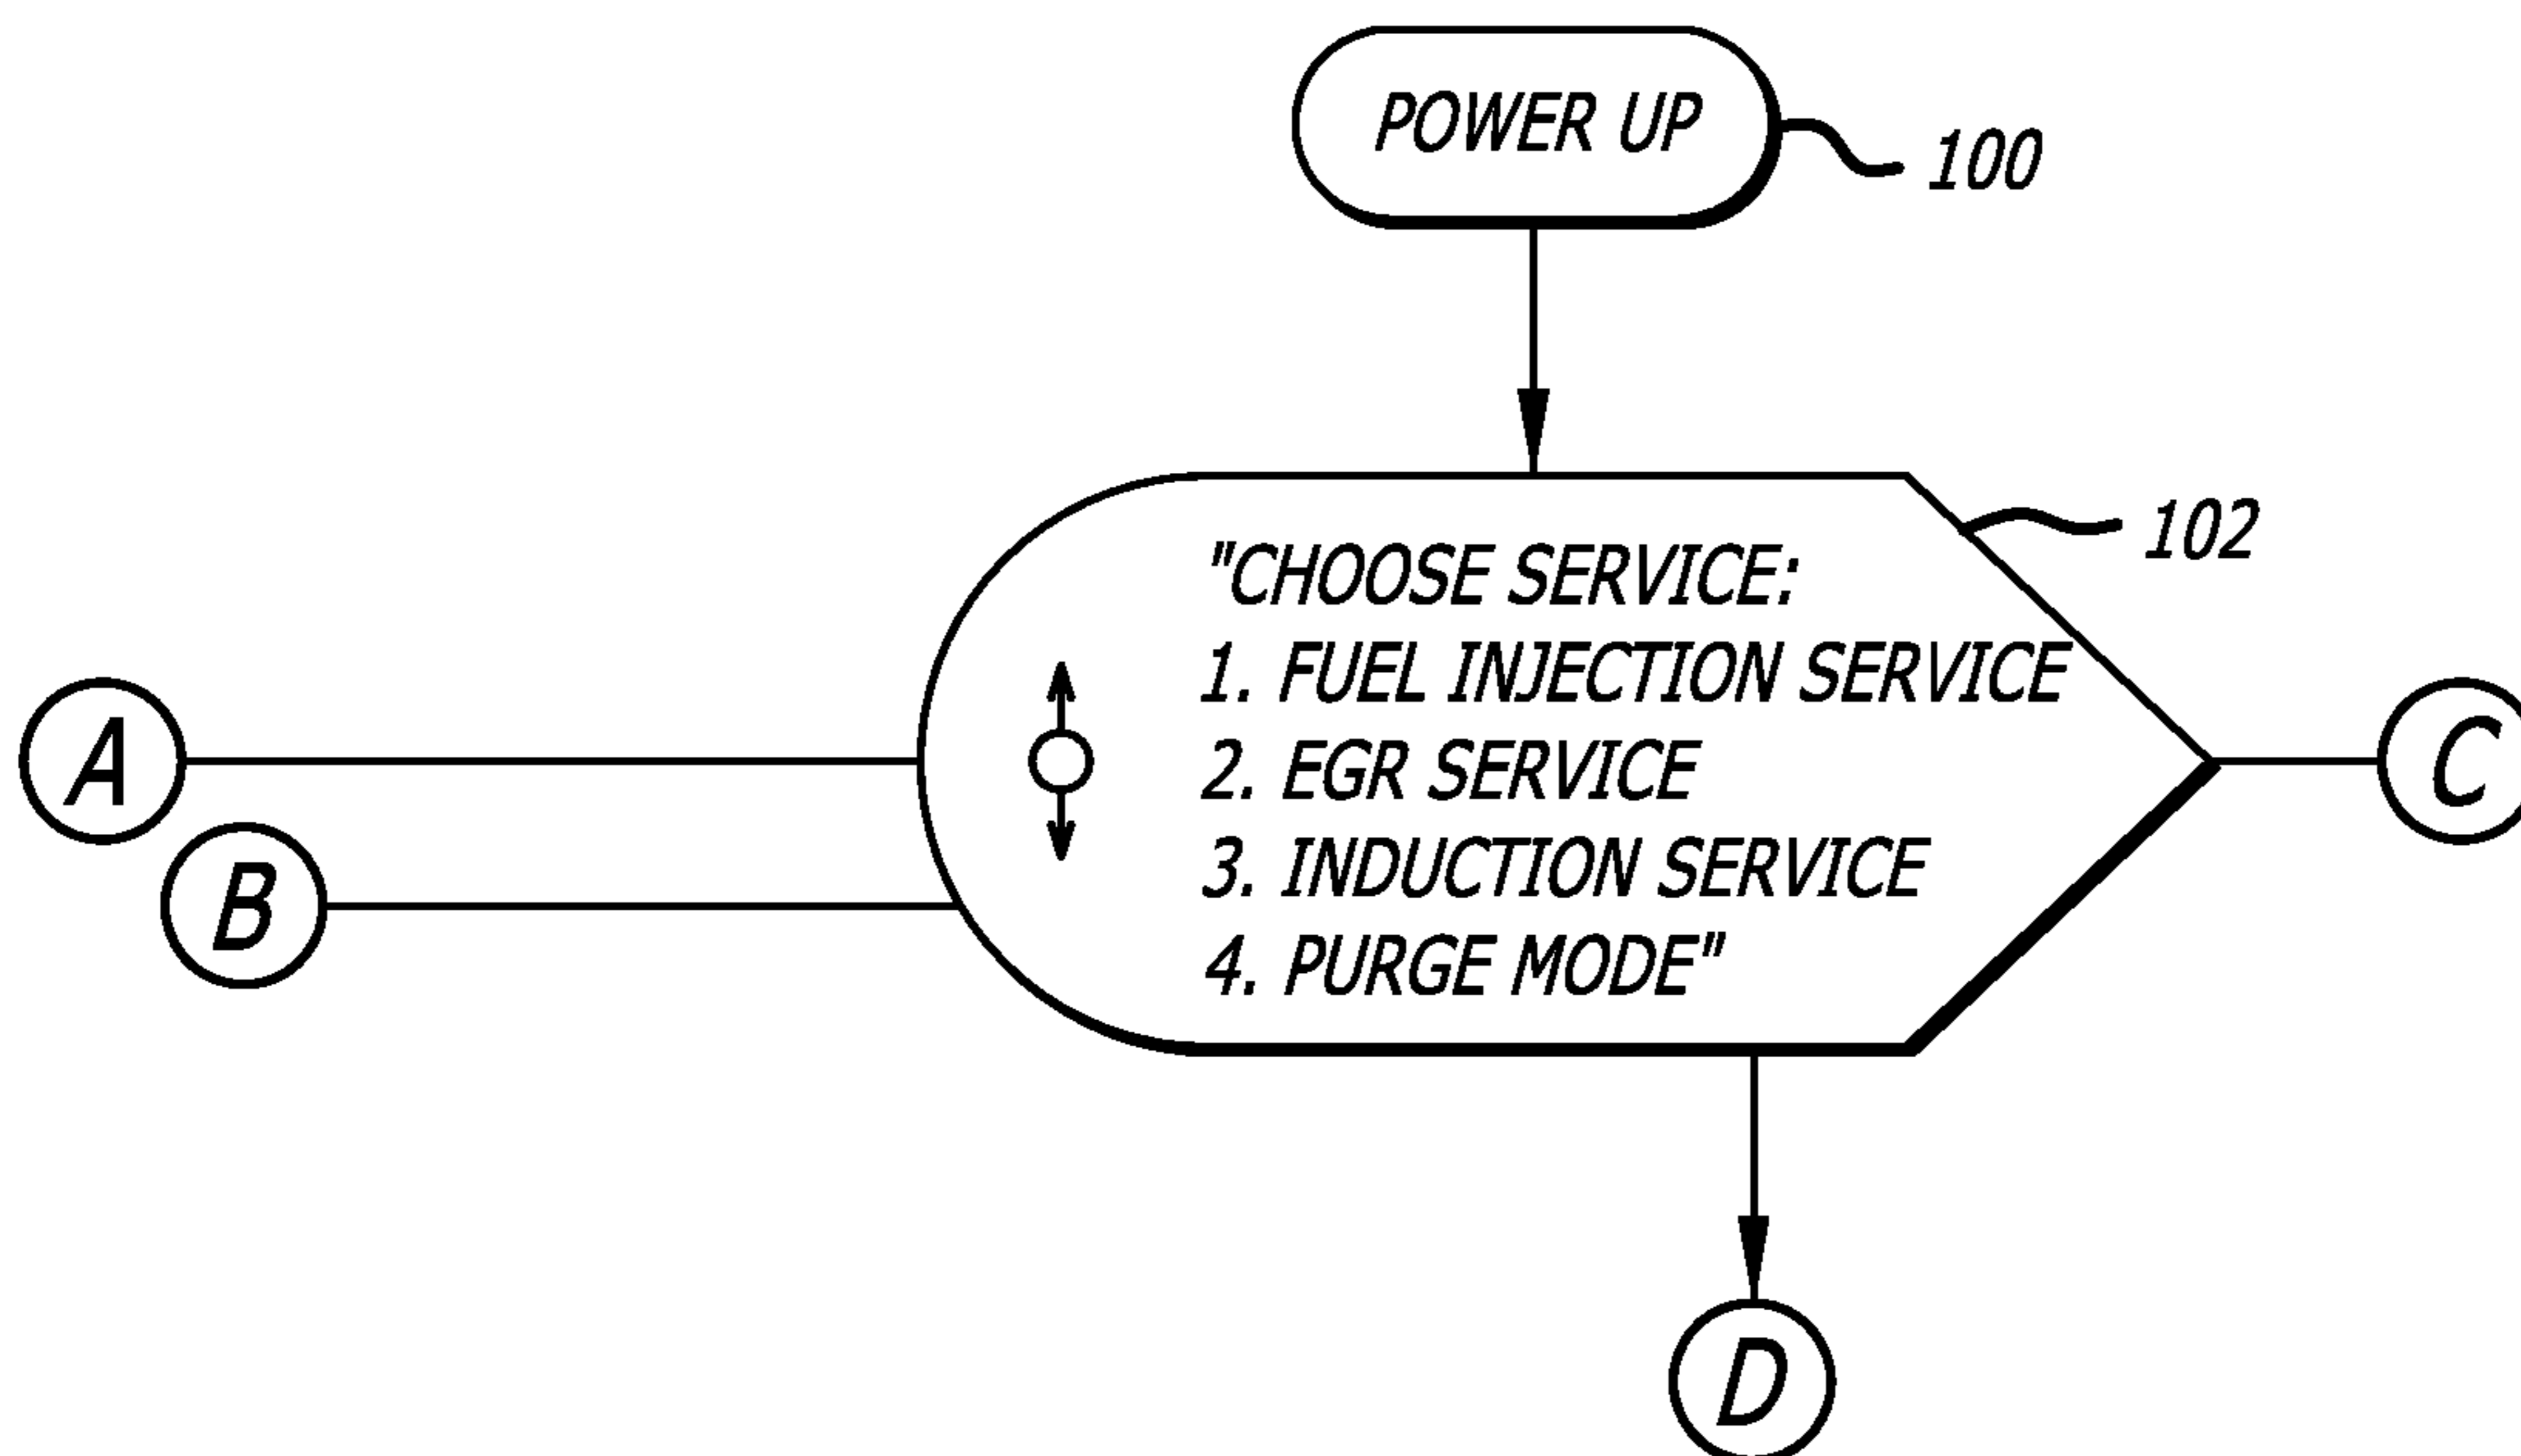 POWER UP
100
102
"CHOOSE SERVICE:
1. FUEL INJECTION SERVICE
2. EGR SERVICE
3. INDUCTION SERVICE
4. PURGE MODE"
A
B
C
D